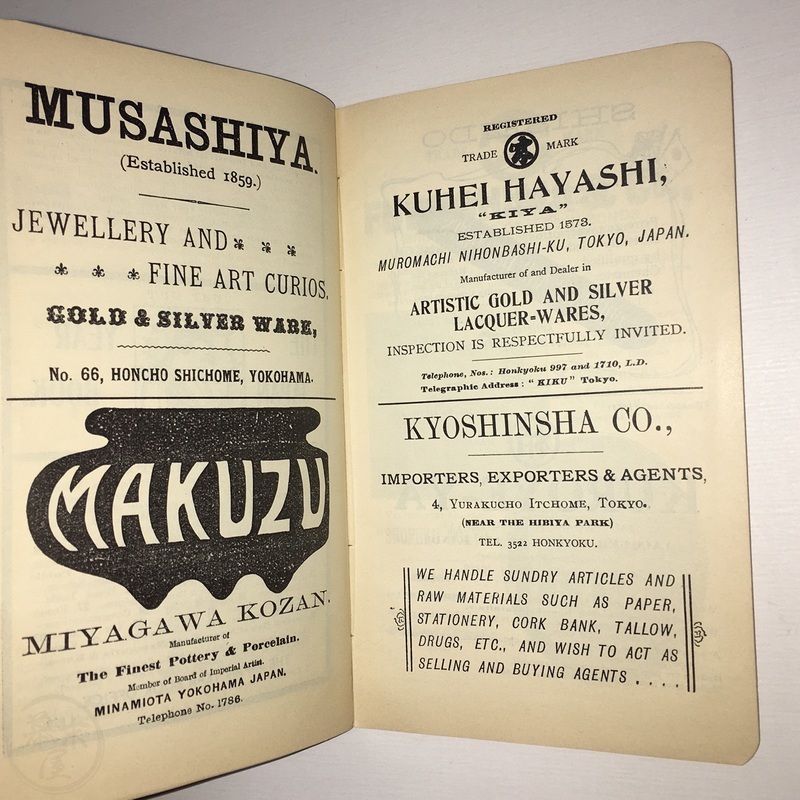 MUSASHIYA.
(Established 1859.)
JEWELLERY AND
FINE ART CURIOS,
GOLD & SILVER WARE,
No. 66, HONCHO SHICHOME, YOKOHAMA.
MAKUZU
MIYAGAWA KOZAN.
Manufacturer of
The Finest Pottery & Porcelain.
Member of Board of Imperial Artist.
MINAMIOTA YOKOHAMA JAPAN.
Telephone No. 1786.
REGISTERED
TRADE MARK
KUHEI HAYASHI,
"KIYA"
ESTABLISHED 1573.
MUROMACHI NIHONBASHI-KU, TOKYO, JAPAN.
Manufacturer of and Dealer in
ARTISTIC GOLD AND SILVER
LACQUER-WARES,
INSPECTION IS RESPECTFULLY INVITED.
Telephone, Nos.: Honkyoku 997 and 1710, L.D.
Telegraphic Address: "KIKU" Tokyo.
KYOSHINSHA CO.,
IMPORTERS, EXPORTERS & AGENTS,
4, YURAKUCHO ITCHOME, TOKYO.
(NEAR THE HIBIYA PARK)
TEL. 3522 HONKYOKU.
WE HANDLE SUNDRY ARTICLES AND
RAW MATERIALS SUCH AS PAPER,
STATIONERY, CORK BANK, TALLOW,
DRUGS, ETC., AND WISH TO ACT AS
SELLING AND BUYING AGENTS . . . .